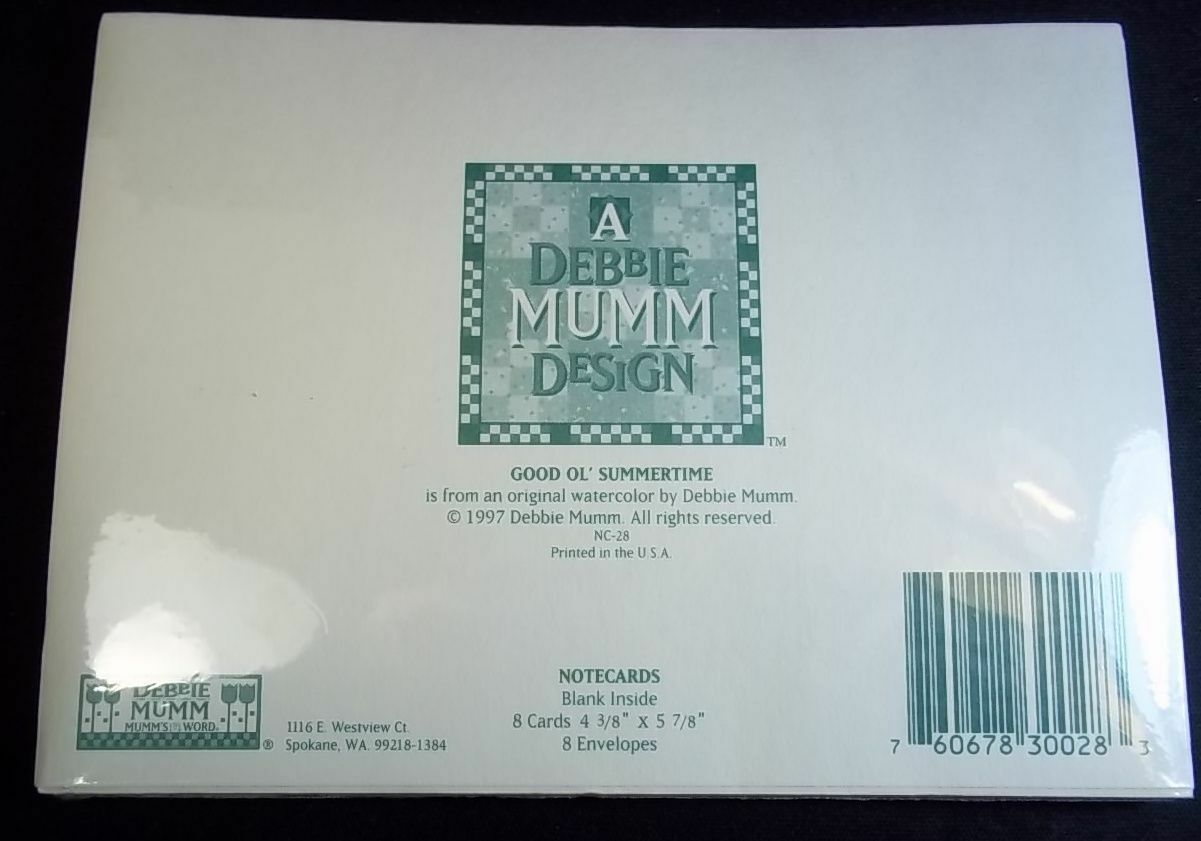 A
DEBBIE
MUMM
DESIGN
TM
GOOD OL' SUMMERTIME
is from an original watercolor by Debbie Mumm.
© 1997 Debbie Mumm. All rights reserved.
NC-28
Printed in the U.S.A.
DEBBIE
MUMM
MUMM'S THE WORD®
®
1116 E. Westview Ct.
Spokane, WA. 99218-1384
NOTECARDS
Blank Inside
8 Cards 4 3/8" x 5 7/8"
8 Envelopes
7 60678 30028 3